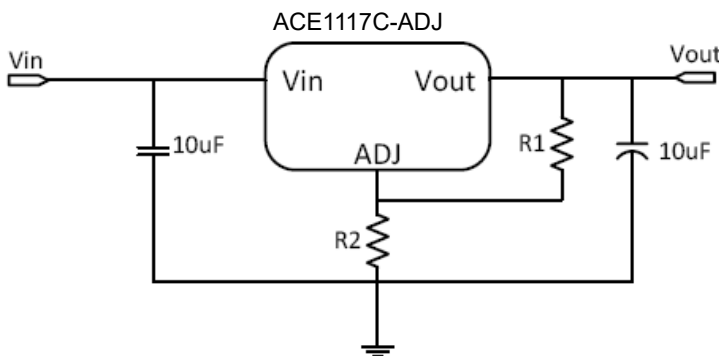 ACE1117C-ADJ
Vin
Vin
Vout
Vout
10uF
ADJ
R1
10uF
R2